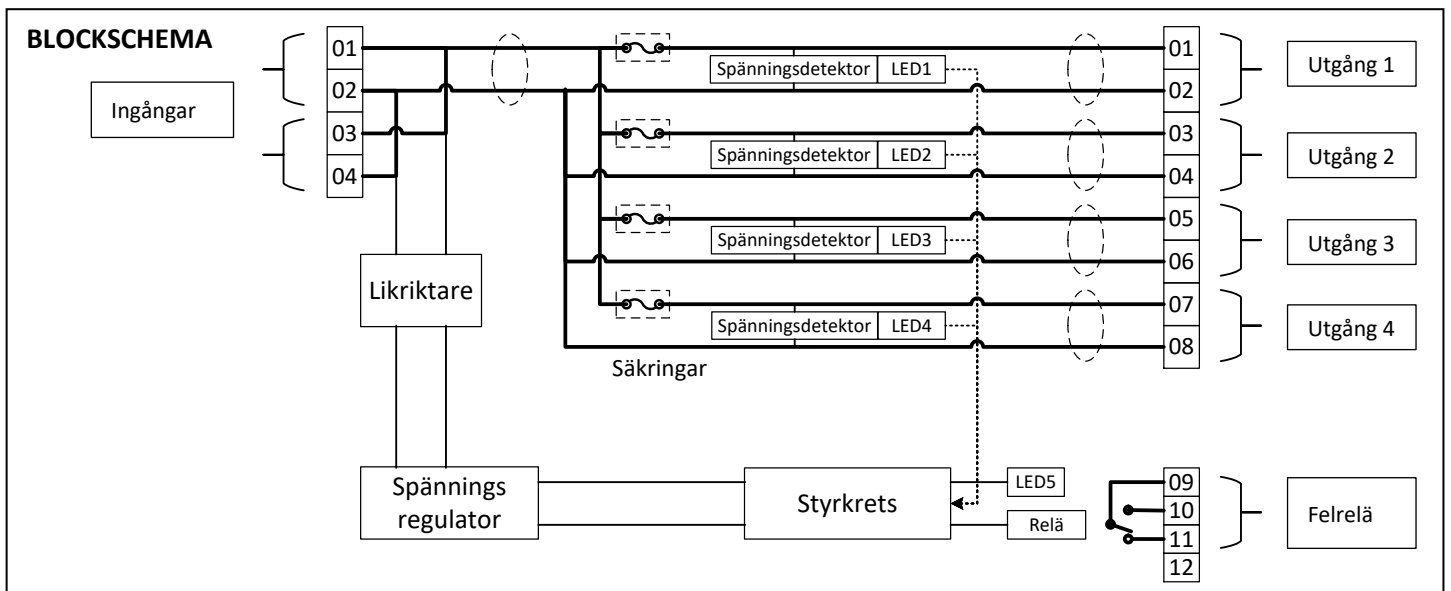 BLOCKSCHEMA
Ingångar
01
02
03
04
Spänningsdetektor LED1
Spänningsdetektor LED2
Spänningsdetektor LED3
Spänningsdetektor LED4
Säkringar
01
02
03
04
05
06
07
08
Utgång 1
Utgång 2
Utgång 3
Utgång 4
Likriktare
Spännings
regulator
Styrkrets
LED5
Relä
09
10
11
12
Felrelä